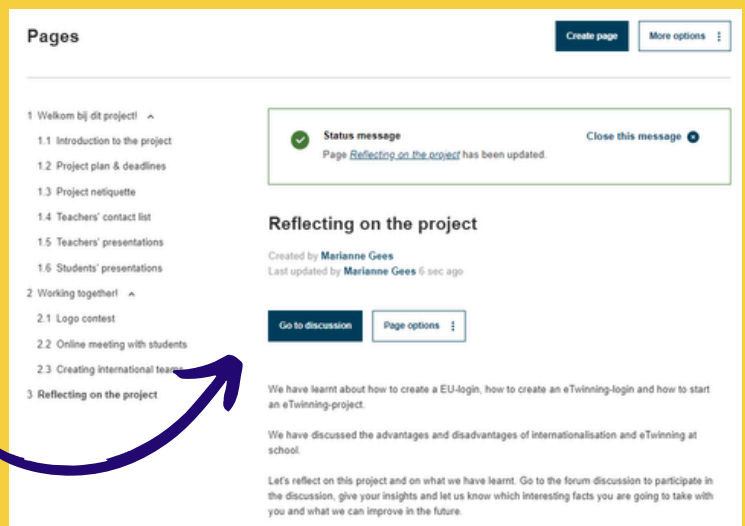 Pages
Create page
More options
1 Welkom bij dit project!
1.1 Introduction to the project
1.2 Project plan & deadlines
1.3 Project netiquette
1.4 Teachers' contact list
1.5 Teachers' presentations
1.6 Students' presentations
2 Working together!
2.1 Logo contest
2.2 Online meeting with students
2.3 Creating international teams
3 Reflecting on the project
Status message
Close this message
Page Reflecting on the project has been updated.
Reflecting on the project
Created by Marianne Gees
Last updated by Marianne Gees 6 sec ago
Go to discussion
Page options
We have learnt about how to create a EU-login, how to create an eTwinning-login and how to start
an eTwinning-project.
We have discussed the advantages and disadvantages of internationalisation and eTwinning at
school.
Let's reflect on this project and on what we have learnt. Go to the forum discussion to participate in
the discussion, give your insights and let us know which interesting facts you are going to take with
you and what we can improve in the future.